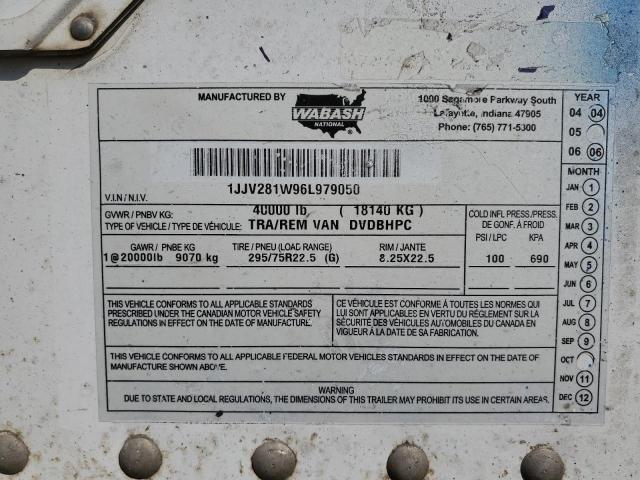 MANUFACTURED BY
WABASH
NATIONAL
1000 Sagamore Parkway South
Lafayette, Indiana 47905
Phone: (765) 771-5300
YEAR
04 04
05
06 06
1JJV281W96L979050
V.I.N/N.I.V.
GVWR / PNBV KG: 40000 lb ( 18140 KG )
TYPE OF VEHICLE / TYPE DE VÉHICULE: TRA/REM VAN DVDBHPC
COLD INFL PRESS./PRESS.
DE GONF. À FROID
PSI/LPC KPA
GAWR / PNBE KG TIRE / PNEU (LOAD RANGE) RIM / JANTE
1@20000lb 9070 kg 295/75R22.5 (G) 8.25X22.5 100 690
MONTH
JAN 1
FEB 2
MAR 3
APR 4
MAY 5
JUN 6
JUL 7
AUG 8
SEP 9
OCT
NOV 11
DEC 12
THIS VEHICLE CONFORMS TO ALL APPLICABLE STANDARDS
PRESCRIBED UNDER THE CANADIAN MOTOR VEHICLE SAFETY
REGULATIONS IN EFFECT ON THE DATE OF MANUFACTURE.
CE VÉHICULE EST CONFORME À TOUTES LES NORMES QUI
LUI SONT APPLICABLES EN VERTU DU RÉGLEMENT SUR LA
SÉCURITÉ DES VÉHICULES AUTOMOBILES DU CANADA EN
VIGUEUR À LA DATE DE SA FABRICATION.
THIS VEHICLE CONFORMS TO ALL APPLICABLE FEDERAL MOTOR VEHICLES STANDARDS IN EFFECT ON THE DATE OF
MANUFACTURE SHOWN ABOVE.
WARNING
DUE TO STATE AND LOCAL REGULATIONS, THE DIMENSIONS OF THIS TRAILER MAY PROHIBIT ITS USE IN CERTAIN AREAS.